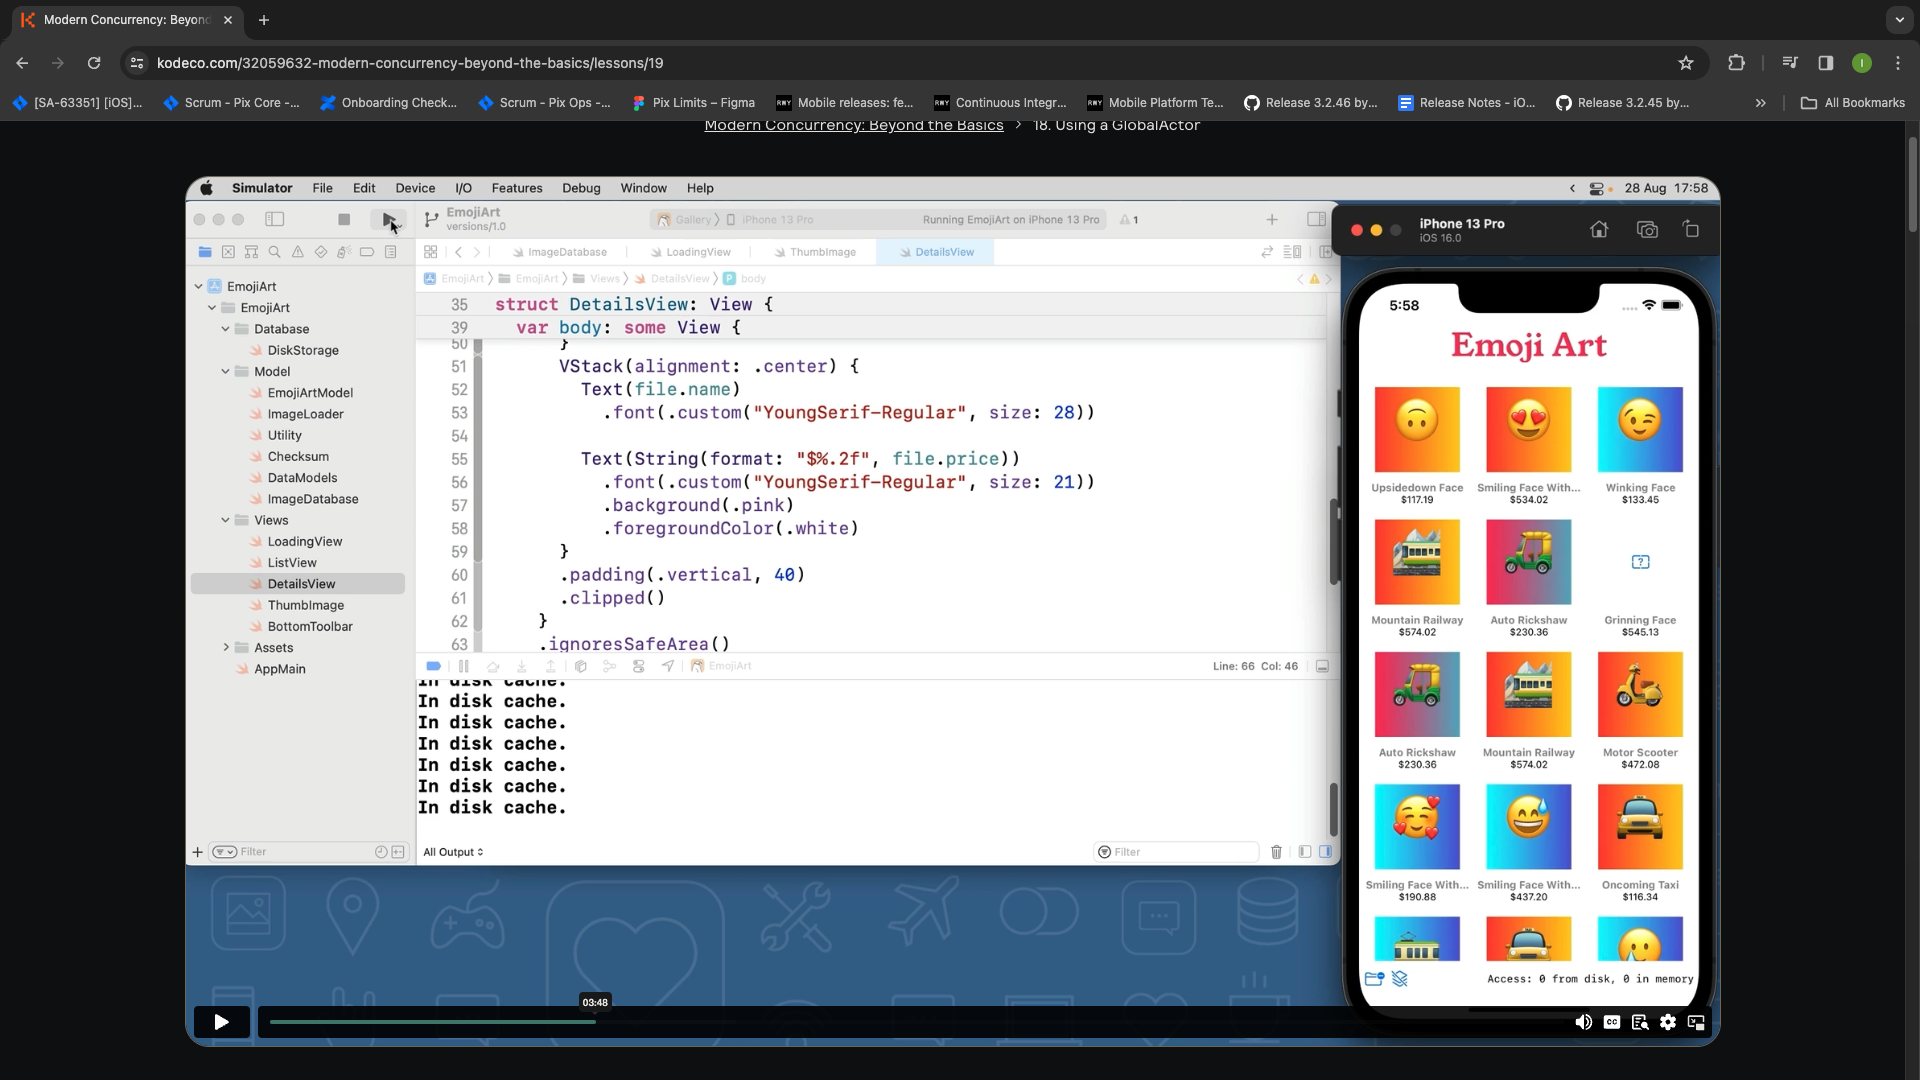 Modern Concurrency: Beyond
kodeco.com/32059632-modern-concurrency-beyond-the-basics/lessons/19
[SA-63351] [iOS]...
Scrum - Pix Core -...
Onboarding Check...
Scrum - Pix Ops -...
Pix Limits – Figma
RWY
Mobile releases: fe...
RWY
Continuous Integr...
RWY
Mobile Platform Te...
Release 3.2.46 by...
Release Notes - iO...
Release 3.2.45 by...
All Bookmarks
Modern Concurrency: Beyond the Basics > 18. Using a GlobalActor
Simulator File Edit Device I/O Features Debug Window Help
28 Aug 17:58
EmojiArt
versions/1.0
Gallery
iPhone 13 Pro
Running EmojiArt on iPhone 13 Pro
1
ImageDatabase
LoadingView
ThumbImage
DetailsView
EmojiArt
EmojiArt
Views
DetailsView
body
EmojiArt
EmojiArt
Database
DiskStorage
Model
EmojiArtModel
ImageLoader
Utility
Checksum
DataModels
ImageDatabase
Views
LoadingView
ListView
DetailsView
ThumbImage
BottomToolbar
Assets
AppMain
Filter
35 struct DetailsView: View {
39 var body: some View {
50 }
51 VStack(alignment: .center) {
52 Text(file.name)
53 .font(.custom("YoungSerif-Regular", size: 28))
54
55 Text(String(format: "$%.2f", file.price))
56 .font(.custom("YoungSerif-Regular", size: 21))
57 .background(.pink)
58 .foregroundColor(.white)
59 }
60 .padding(.vertical, 40)
61 .clipped()
62 }
63 .ignoresSafeArea()
EmojiArt
Line: 66 Col: 46
In disk cache.
In disk cache.
In disk cache.
In disk cache.
In disk cache.
In disk cache.
In disk cache.
All Output
Filter
iPhone 13 Pro
iOS 16.0
5:58
Emoji Art
Upsidedown Face
$117.19
Smiling Face With...
$534.02
Winking Face
$133.45
Mountain Railway
$574.02
Auto Rickshaw
$230.36
Grinning Face
$545.13
Auto Rickshaw
$230.36
Mountain Railway
$574.02
Motor Scooter
$472.08
Smiling Face With...
$190.88
Smiling Face With...
$437.20
Oncoming Taxi
$116.34
Access: 0 from disk, 0 in memory
03:48
CC